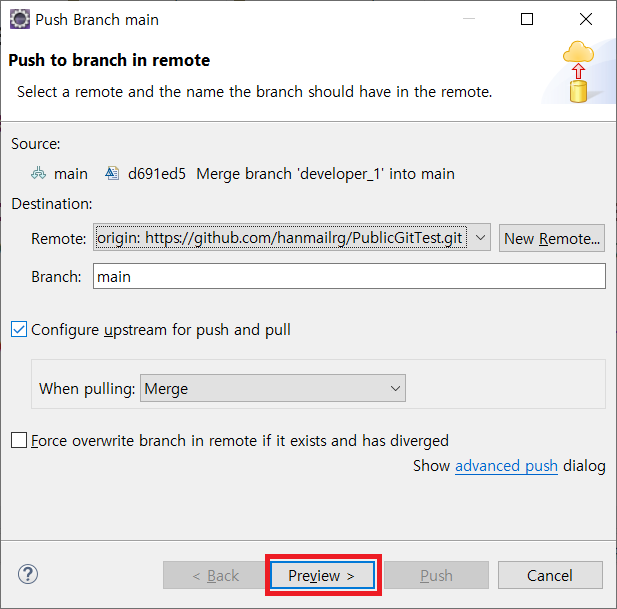 Push Branch main
Push to branch in remote
Select a remote and the name the branch should have in the remote.
Source:
main d691ed5 Merge branch 'developer_1' into main
Destination:
Remote: origin: https://github.com/hanmailrg/PublicGitTest.git New Remote...
Branch: main
Configure upstream for push and pull
When pulling: Merge
Force overwrite branch in remote if it exists and has diverged
Show advanced push dialog
? < Back Preview > Push Cancel